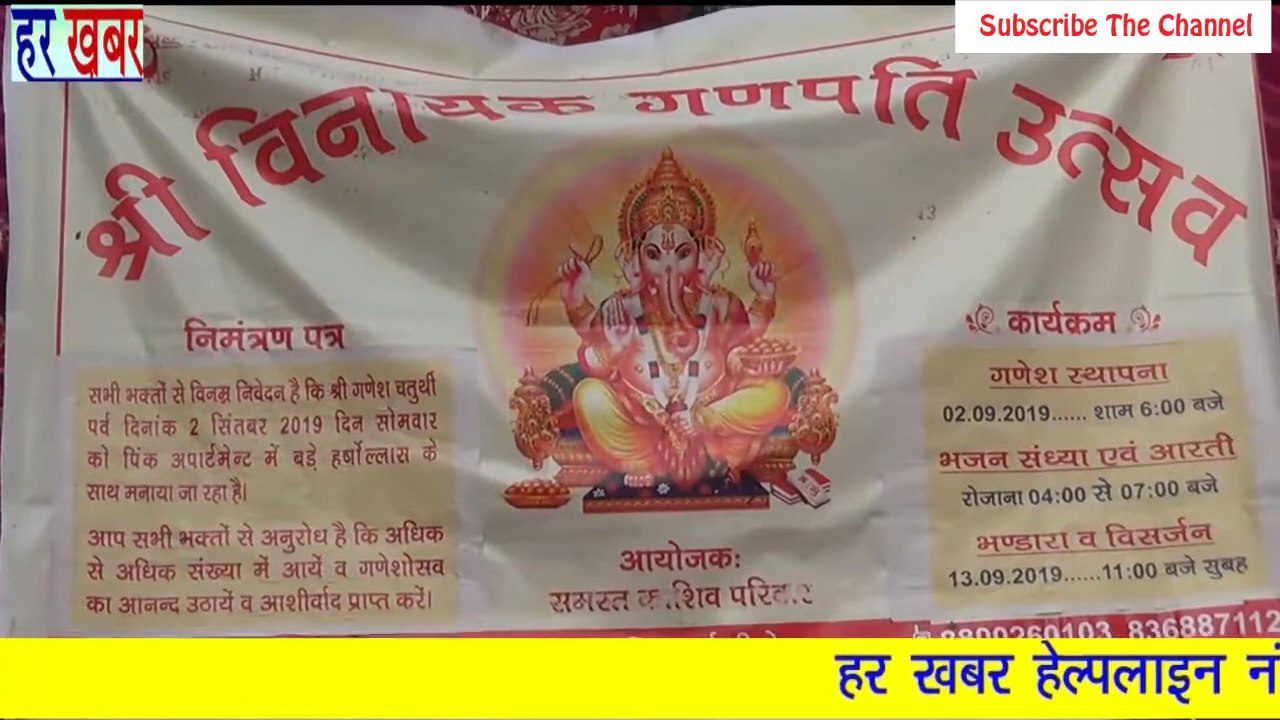 हर खबर
Subscribe The Channel
श्री विनायक गणपति उत्सव
निमंत्रण पत्र
सभी भक्तों से विनम्र निवेदन है कि श्री गणेश चतुर्थी
पर्व दिनांक 2 सिंतबर 2019 दिन सोमवार
को पिंक अपार्टमेन्ट में बड़े हर्षोल्लास के
साथ मनाया जा रहा है।
आप सभी भक्तों से अनुरोध है कि अधिक
से अधिक संख्या में आयें व गणेशोसव
का आनन्द उठायें व आशीर्वाद प्राप्त करें।
आयोजकः
समस्त काशिव परिवार
कार्यक्रम
गणेश स्थापना
02.09.2019...... शाम 6:00 बजे
भजन संध्या एवं आरती
रोजाना 04:00 से 07:00 बजे
भण्डारा व विसर्जन
13.09.2019......11:00 बजे सुबह
8800260103, 836887112
हर खबर हेल्पलाइन नं